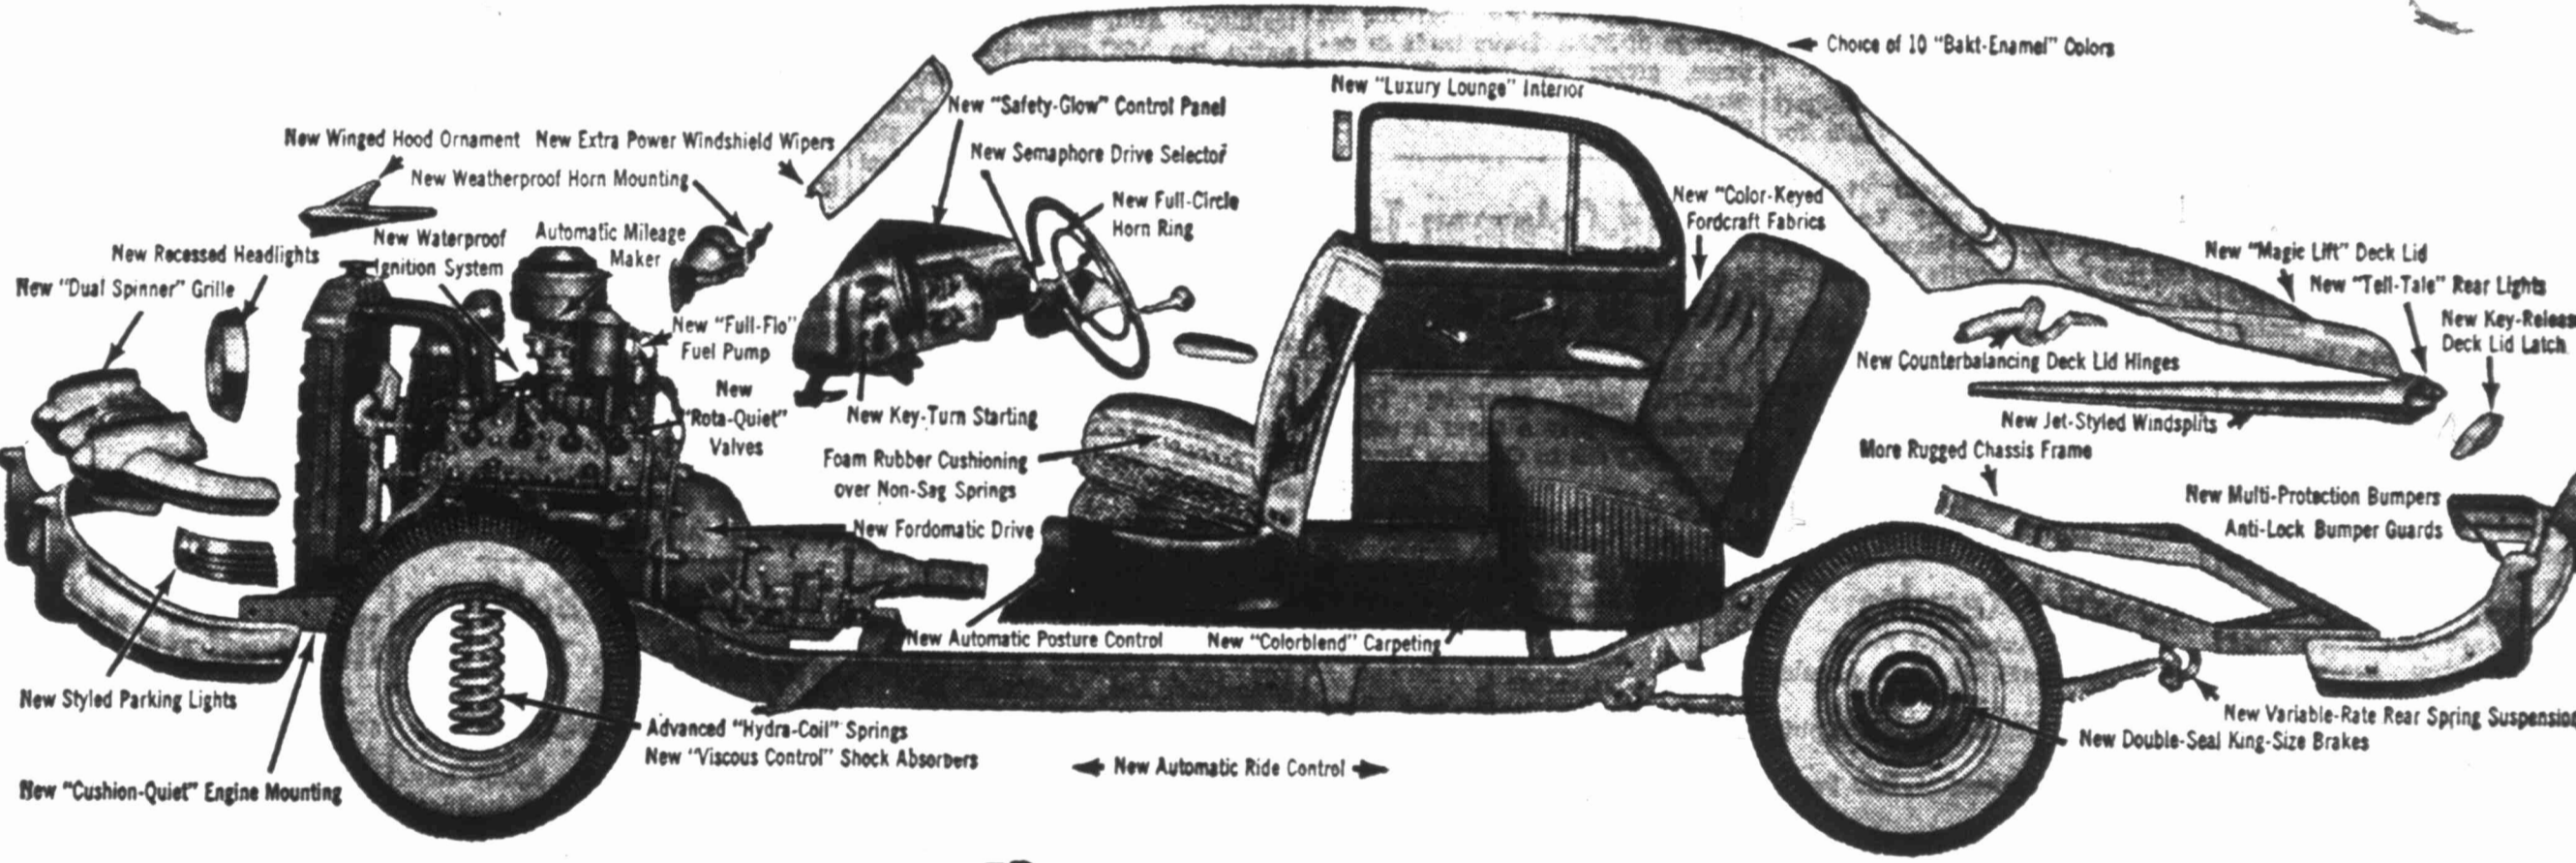 Choice of 10 "Bakt-Enamel" Colors
New "Luxury Lounge" Interior
New "Safety-Glow" Control Panel
New Winged Hood Ornament
New Extra Power Windshield Wipers
New Semaphore Drive Selector
New Weatherproof Horn Mounting
New Full-Circle
Horn Ring
New "Color-Keyed
Fordcraft Fabrics
New Waterproof
Ignition System
Automatic Mileage
Maker
New Recessed Headlights
New "Dual Spinner" Grille
New "Magic Lift" Deck Lid
New "Tell-Tale" Rear Lights
New Key-Releas
Deck Lid Latch
New "Full-Flo"
Fuel Pump
New Counterbalancing Deck Lid Hinges
New
"Rota-Quiet"
Valves
New Key-Turn Starting
New Jet-Styled Windsplits
More Rugged Chassis Frame
Foam Rubber Cushioning
over Non-Sag Springs
New Multi-Protection Bumpers
Anti-Lock Bumper Guards
New Fordomatic Drive
New Automatic Posture Control
New "Colorblend" Carpeting
New Styled Parking Lights
Advanced "Hydra-Coil" Springs
New "Viscous Control" Shock Absorbers
New Variable-Rate Rear Spring Suspension
New Double-Seal King-Size Brakes
New Automatic Ride Control
New "Cushion-Quiet" Engine Mounting